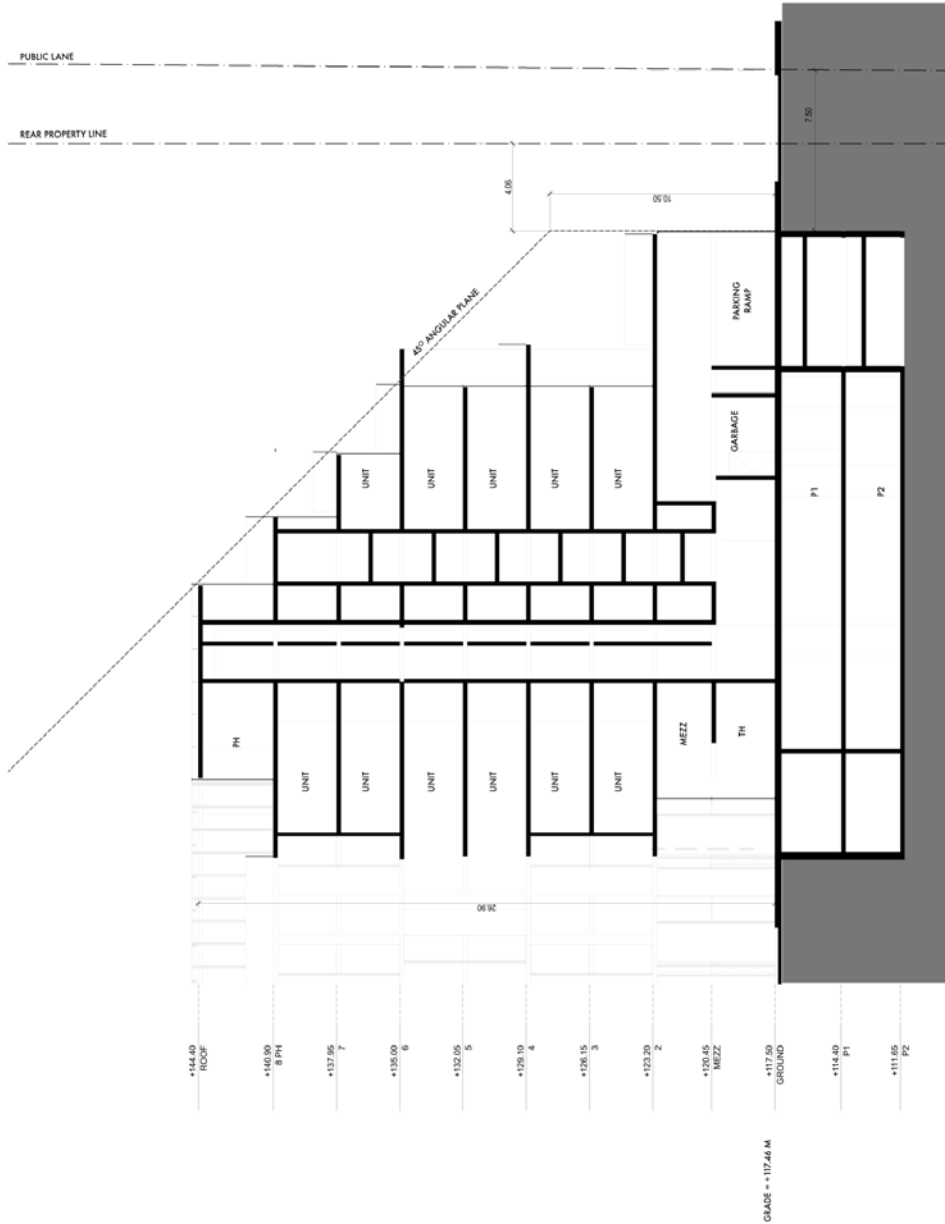 PUBLIC LANE
REAR PROPERTY LINE
7.50
4.06
10.50
45° ANGULAR PLANE
PARKING
RAMP
GARBAGE
UNIT
UNIT
UNIT
UNIT
UNIT
P1
P2
PH
UNIT
UNIT
UNIT
UNIT
UNIT
UNIT
MEZZ
TH
26.90
+144.40
ROOF
+140.90
8 PH
+137.95
7
+135.00
6
+132.05
5
+129.10
4
+126.15
3
+123.20
2
+120.45
MEZZ
+117.50
GROUND
+114.40
P1
+111.65
P2
GRADE = +117.46 M